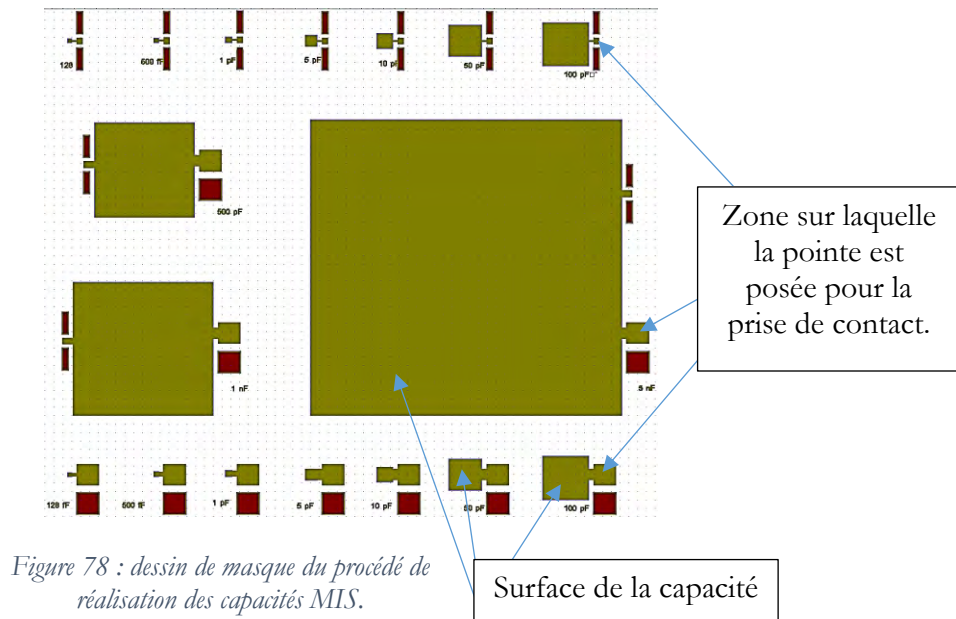 128
600 fF
1 pF
5 pF
10 pF
50 pF
100 pF
500 pF
Zone sur laquelle
la pointe est
posée pour la
prise de contact.
1 nF
5 nF
128 fF
500 fF
1 pF
5 pF
10 pF
50 pF
100 pF
Figure 78 : dessin de masque du procédé de
réalisation des capacités MIS.
Surface de la capacité